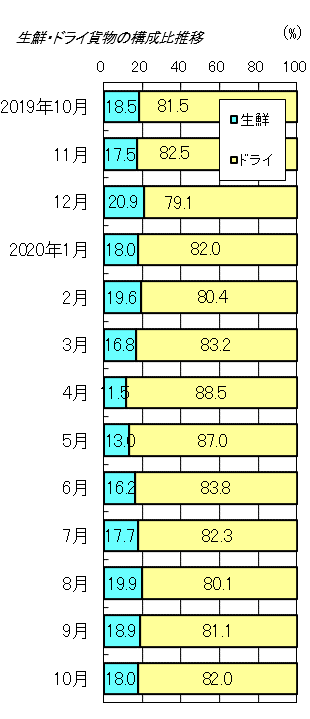 生鮮・ドライ貨物の構成比推移
(%)
0 20 40 60 80 100
2019年10月 18.5 81.5
生鮮
11月 17.5 82.5
ドライ
12月 20.9 79.1
2020年1月 18.0 82.0
2月 19.6 80.4
3月 16.8 83.2
4月 11.5 88.5
5月 13.0 87.0
6月 16.2 83.8
7月 17.7 82.3
8月 19.9 80.1
9月 18.9 81.1
10月 18.0 82.0